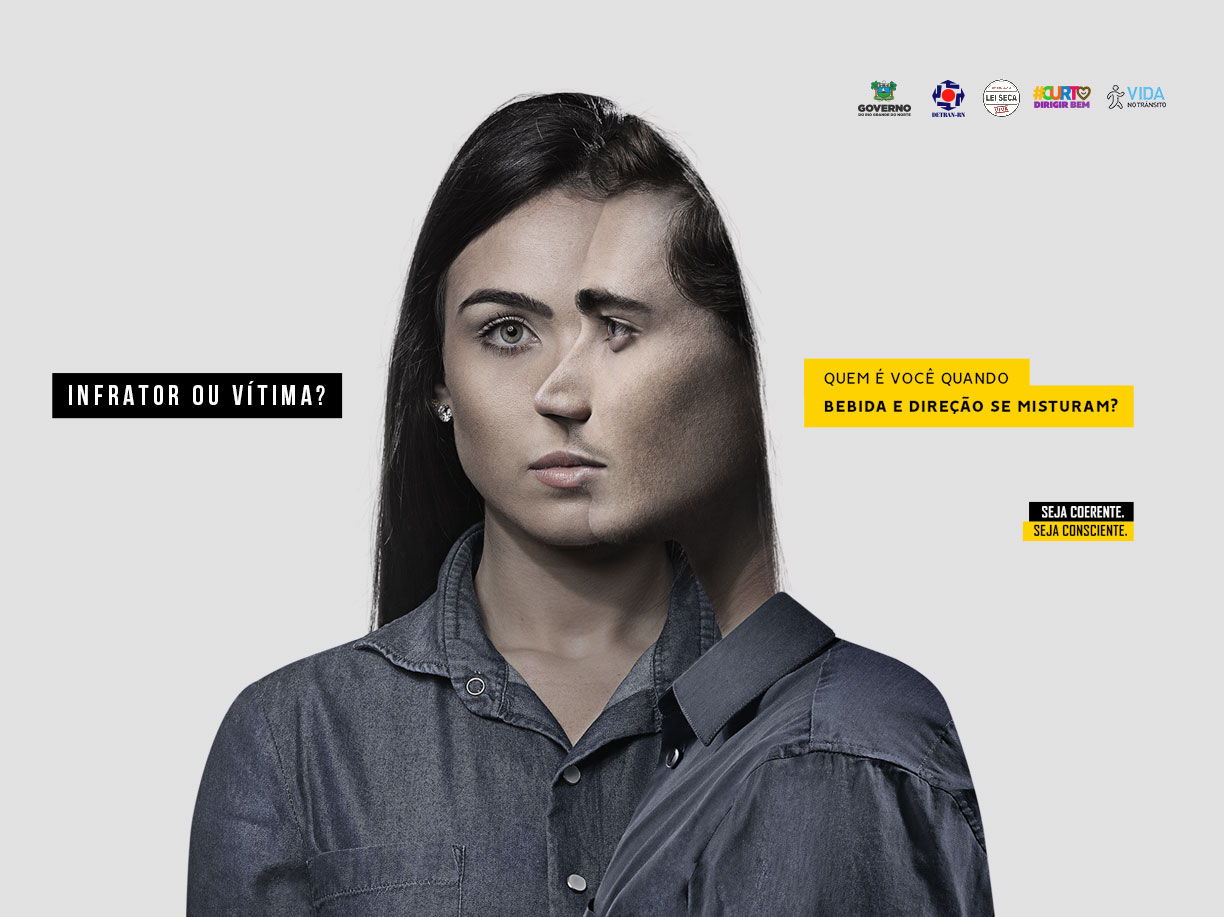 GOVERNO
DO RIO GRANDE DO NORTE
DETRAN-RN
LEI SECA
#CURTO
DIRIGIR BEM
VIDA
NO TRÂNSITO
INFRATOR OU VÍTIMA?
QUEM É VOCÊ QUANDO
BEBIDA E DIREÇÃO SE MISTURAM?
SEJA COERENTE.
SEJA CONSCIENTE.